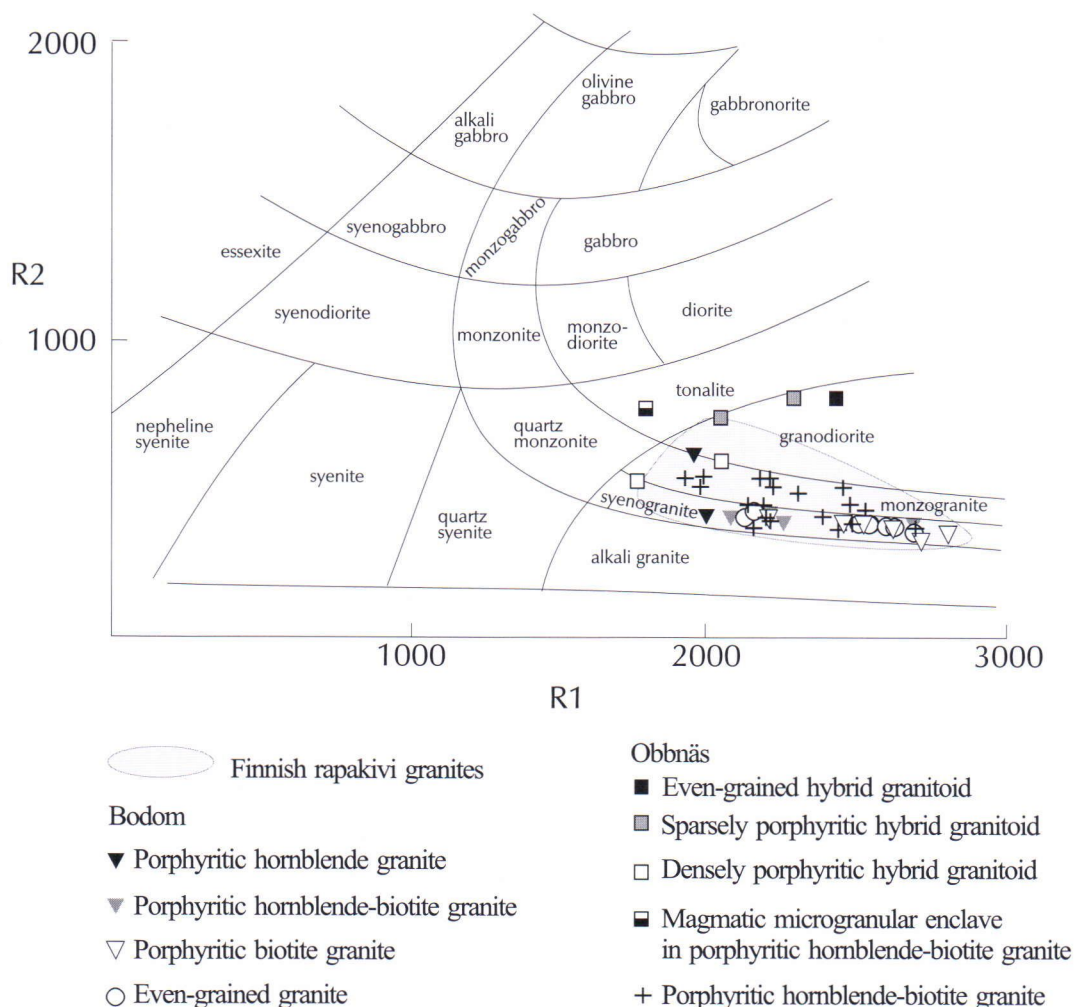 2000
olivine
gabbro
gabbronorite
alkali
gabbro
syenogabbro
monzogabbro
gabbro
essexite
R2
syenodiorite
diorite
1000
monzonite
monzo-
diorite
tonalite
nepheline
syenite
quartz
monzonite
granodiorite
syenite
syenogranite
monzogranite
quartz
syenite
alkali granite
1000
2000
3000
R1
Finnish rapakivi granites
Bodom
Porphyritic hornblende granite
Porphyritic hornblende-biotite granite
Porphyritic biotite granite
Even-grained granite
Obbnäs
Even-grained hybrid granitoid
Sparsely porphyritic hybrid granitoid
Densely porphyritic hybrid granitoid
Magmatic microgranular enclave
in porphyritic hornblende-biotite granite
Porphyritic hornblende-biotite granite